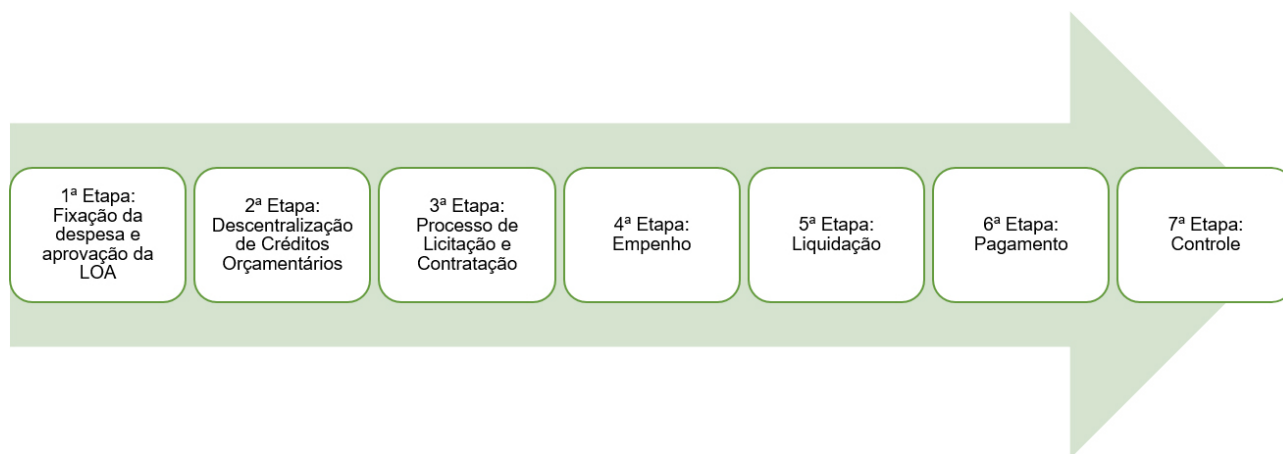 1ª Etapa:
Fixação da
despesa e
aprovação da
LOA
2ª Etapa:
Descentralização
de Créditos
Orçamentários
3ª Etapa:
Processo de
Licitação e
Contratação
4ª Etapa:
Empenho
5ª Etapa:
Liquidação
6ª Etapa:
Pagamento
7ª Etapa:
Controle